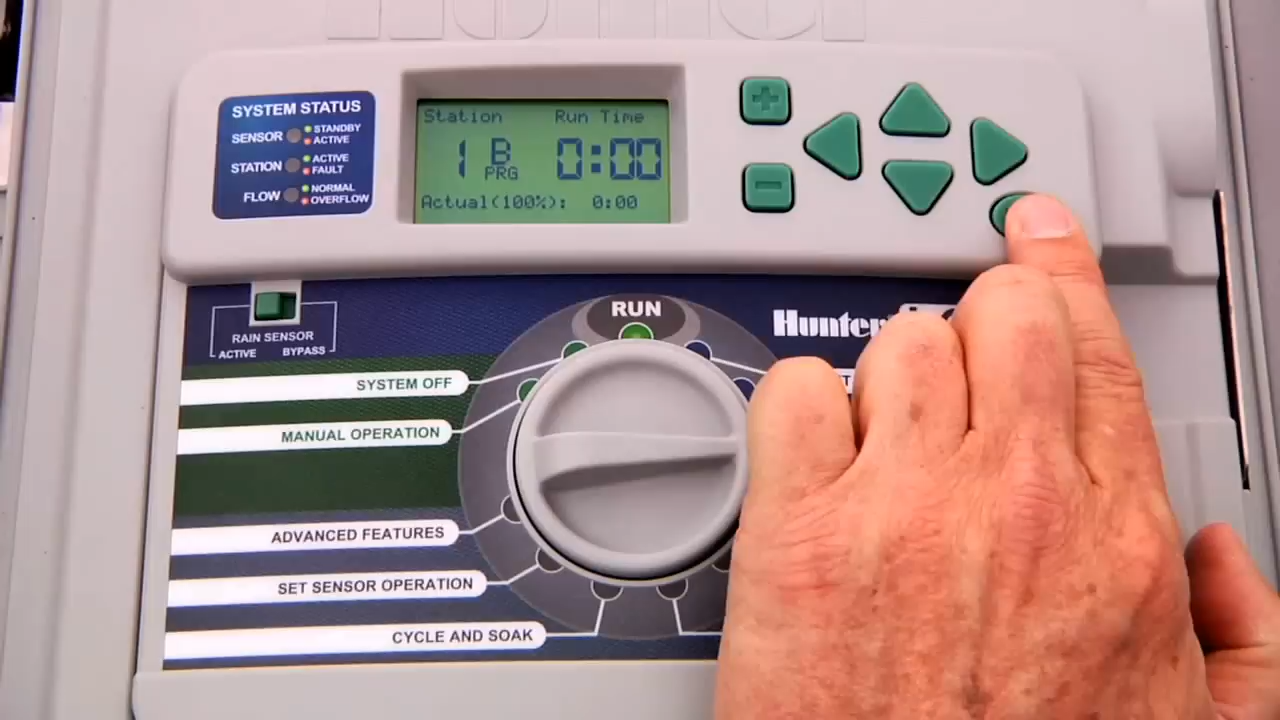 Hunter
SYSTEM STATUS
SENSOR STANDBY ACTIVE
STATION ACTIVE FAULT
FLOW NORMAL OVERFLOW
Station Run Time
1 B PRG 0:00
Actual(100%): 0:00
RAIN SENSOR
ACTIVE BYPASS
RUN
Hunter
SYSTEM OFF
MANUAL OPERATION
ADVANCED FEATURES
SET SENSOR OPERATION
CYCLE AND SOAK